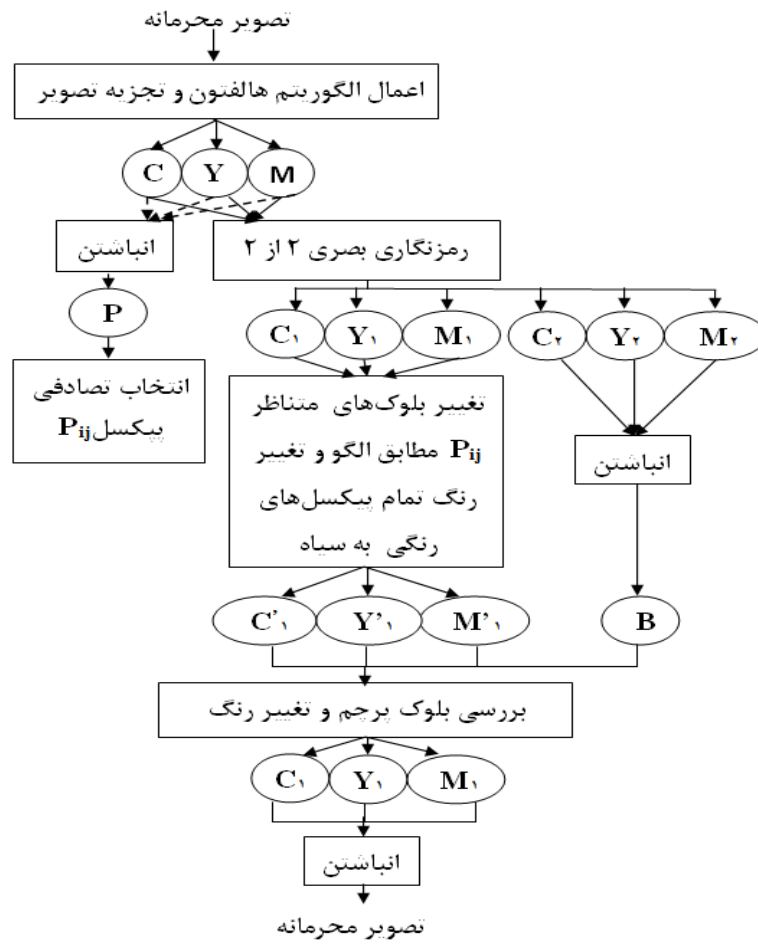 تصویر محرمانه
اعمال الگوریتم هالفتون و تجزیه تصویر
C Y M
انباشتن
رمزنگاری بصری ۲ از ۲
P
C۱ Y۱ M۱ C۲ Y۲ M۲
انتخاب تصادفی
پیکسل Pij
تغییر بلوک‌های متناظر
Pij مطابق الگو و تغییر
رنگ تمام پیکسل‌های
رنگی به سیاه
انباشتن
C’۱ Y’۱ M’۱ B
بررسی بلوک پرچم و تغییر رنگ
C۱ Y۱ M۱
انباشتن
تصویر محرمانه